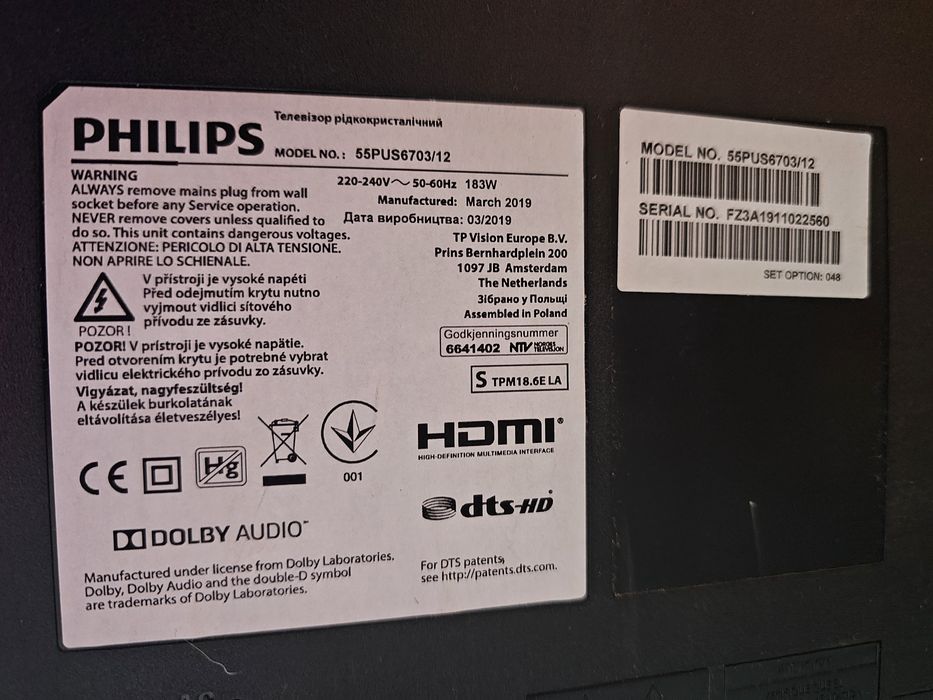 PHILIPS
Телевізор рідкокристалічний
MODEL NO.: 55PUS6703/12
WARNING
ALWAYS remove mains plug from wall
socket before any Service operation.
NEVER remove covers unless qualified to
do so. This unit contains dangerous voltages.
ATTENZIONE: PERICOLO DI ALTA TENSIONE.
NON APRIRE LO SCHIENALE.
V přístroji je vysoké napětí
Před odejmutím krytu nutno
vyjmout vidlici síťového
přívodu ze zásuvky.
POZOR!
POZOR! V prístroji je vysoké napätie.
Pred otvorením krytu je potrebné vybrat
vidlicu elektrického prívodu zo zásuvky.
Vigyázat, nagyfeszültség!
A készülek burkolatának
eltávolítása életveszélyes!
220-240V~ 50-60Hz 183W
Manufactured: March 2019
Дата виробництва: 03/2019
TP Vision Europe B.V.
Prins Bernhardplein 200
1097 JB Amsterdam
The Netherlands
Зібрано у Польщі
Assembled in Poland
Godkjenningsnummer
6641402 NTV NORGES TELEVISJON
S TPM18.6E LA
CE
Hg
001
HDMI®
HIGH-DEFINITION MULTIMEDIA INTERFACE
dts-HD
DOLBY AUDIO™
Manufactured under license from Dolby Laboratories.
Dolby, Dolby Audio and the double-D symbol
are trademarks of Dolby Laboratories.
For DTS patents,
see http://patents.dts.com.
MODEL NO. 55PUS6703/12
SERIAL NO. FZ3A1911022560
SET OPTION: 048